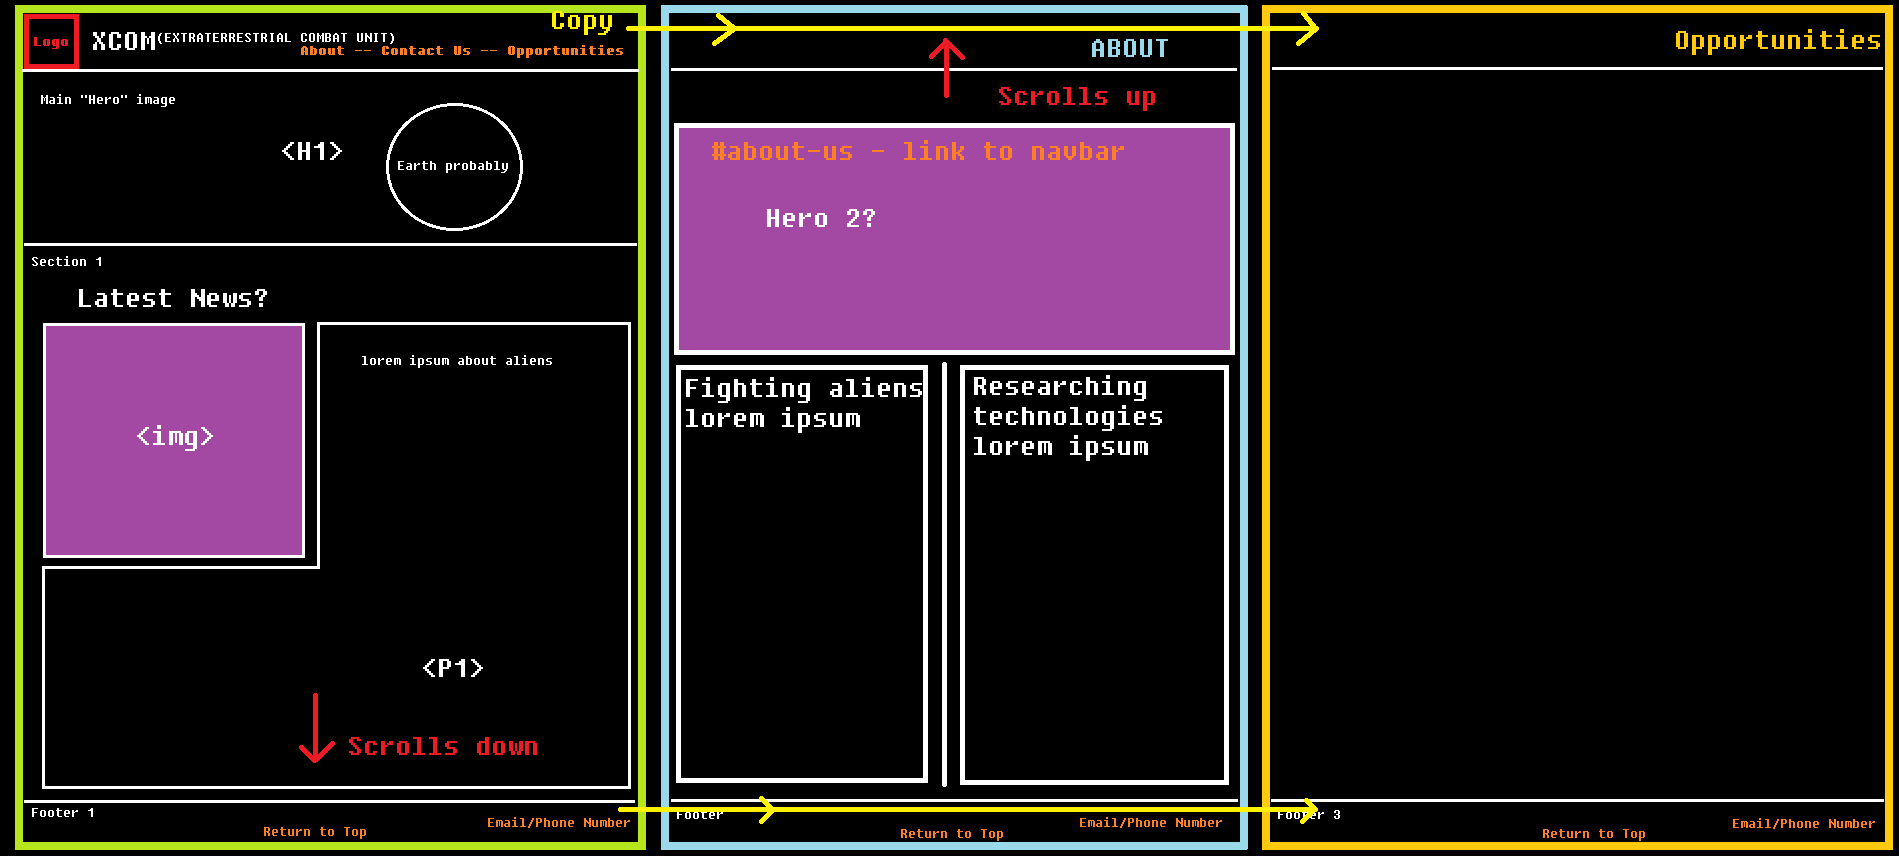 Copy
Logo
XCOM(EXTRATERRESTRIAL COMBAT UNIT)
About -- Contact Us -- Opportunities
Main "Hero" image
<H1>
Earth probably
Section 1
Latest News?
<img>
lorem ipsum about aliens
<P1>
Scrolls down
Footer 1
Return to Top
Email/Phone Number
ABOUT
Scrolls up
#about-us - link to navbar
Hero 2?
Fighting aliens
lorem ipsum
Researching
technologies
lorem ipsum
Footer
Return to Top
Email/Phone Number
Opportunities
Footer 3
Return to Top
Email/Phone Number